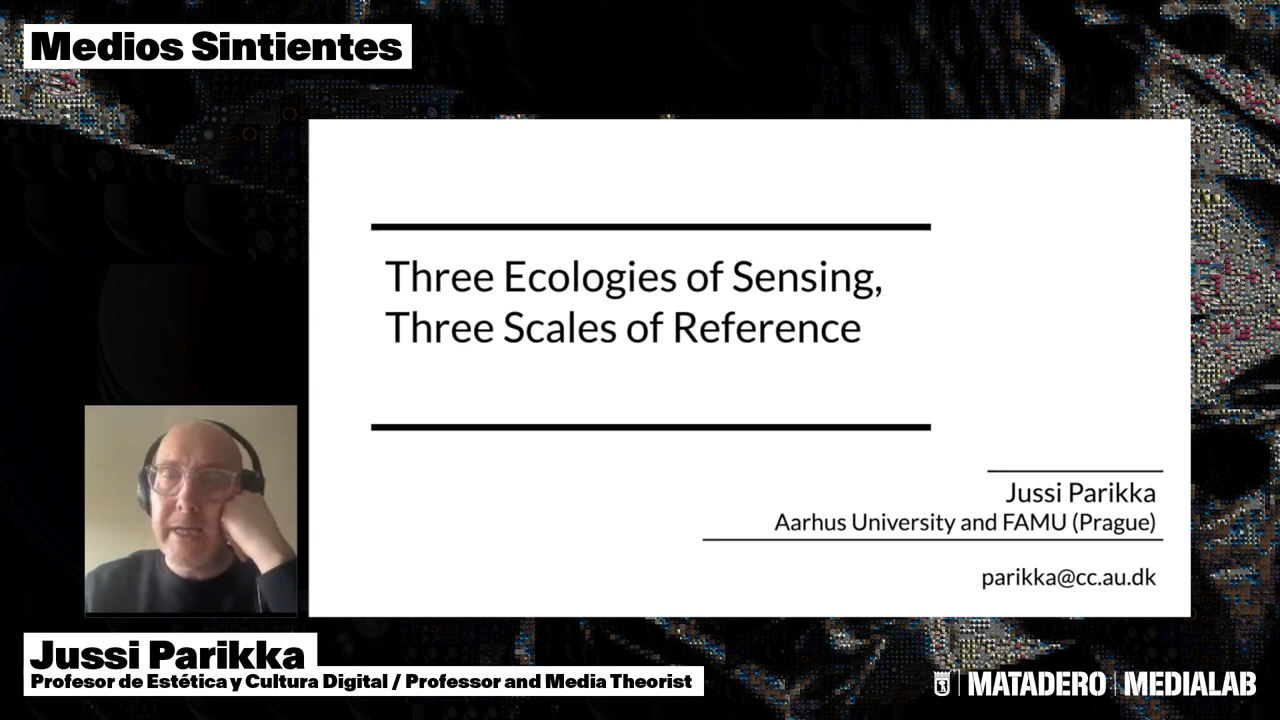 Medios Sintientes
Three Ecologies of Sensing,
Three Scales of Reference
Jussi Parikka
Aarhus University and FAMU (Prague)
parikka@cc.au.dk
Jussi Parikka
Profesor de Estética y Cultura Digital / Professor and Media Theorist
MATADERO | MEDIALAB